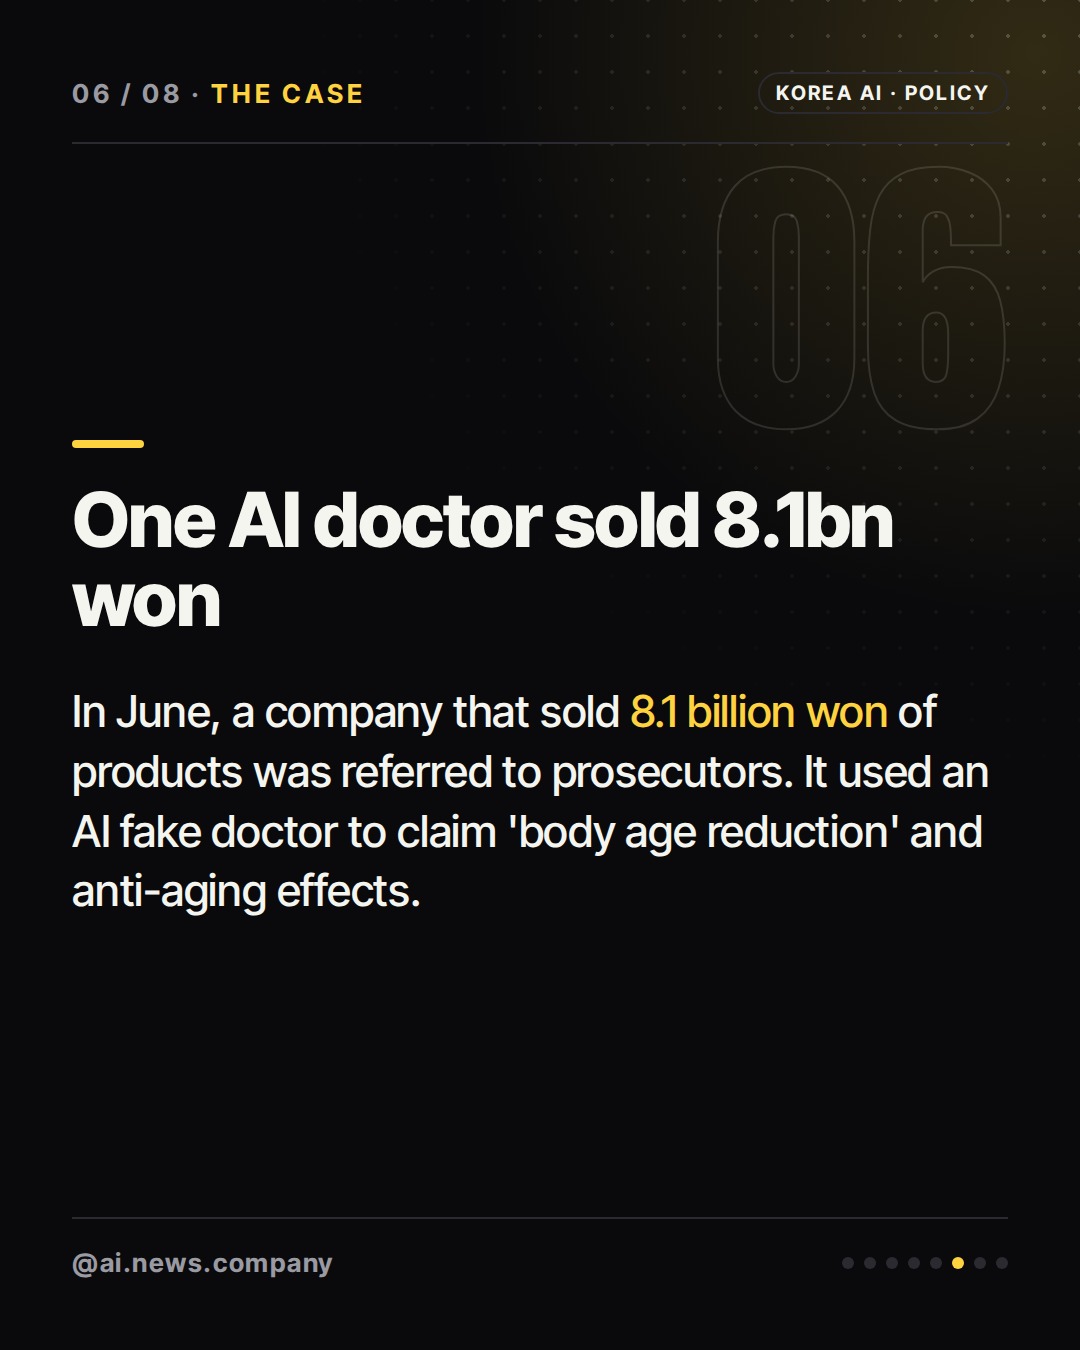 06 / 08 · THE CASE
KOREA AI · POLICY
06
One AI doctor sold 8.1bn
won
In June, a company that sold 8.1 billion won of
products was referred to prosecutors. It used an
AI fake doctor to claim 'body age reduction' and
anti-aging effects.
@ai.news.company